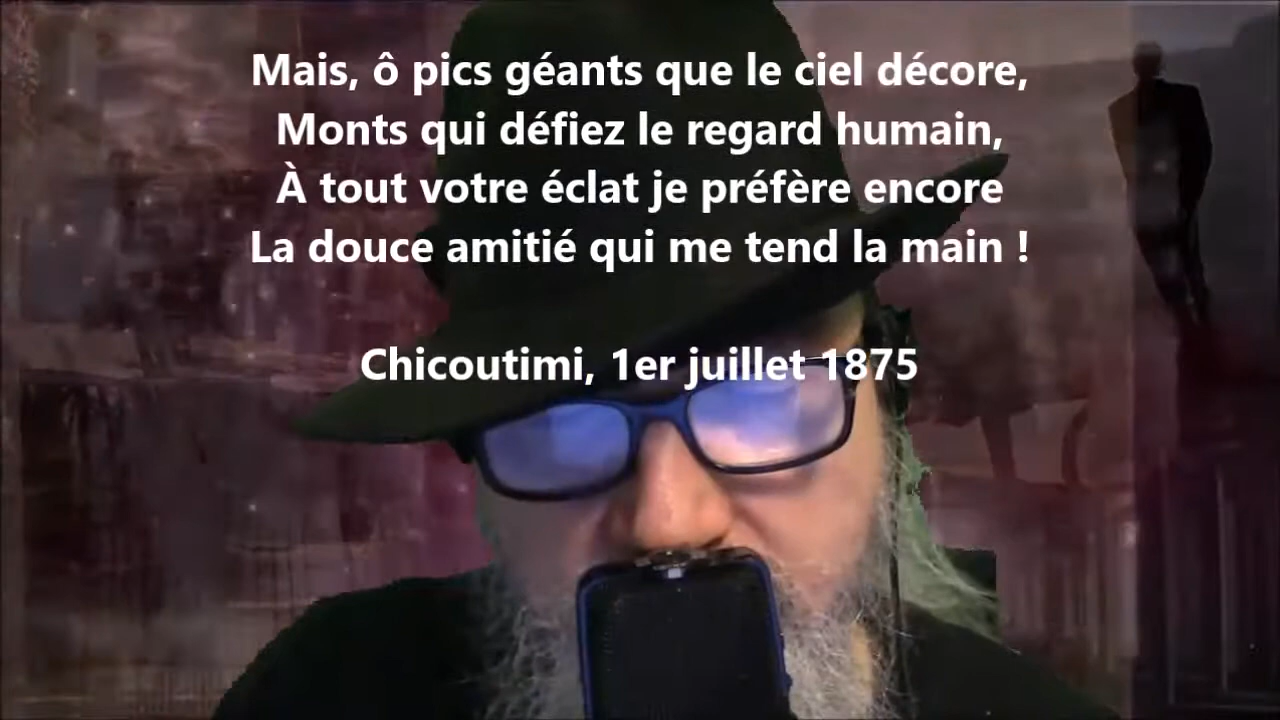 Mais, ô pics géants que le ciel décore,
Monts qui défiez le regard humain,
À tout votre éclat je préfère encore
La douce amitié qui me tend la main !
Chicoutimi, 1er juillet 1875